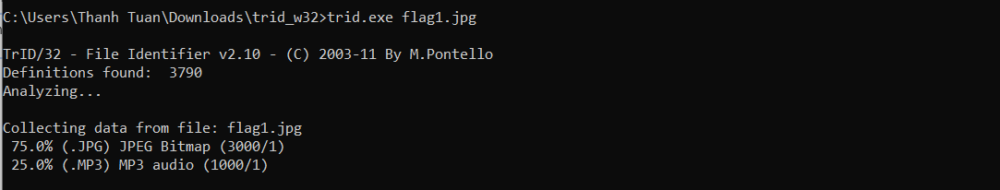 C:\Users\Thanh Tuan\Downloads\trid_w32>trid.exe flag1.jpg
TrID/32 - File Identifier v2.10 - (C) 2003-11 By M.Pontello
Definitions found:  3790
Analyzing...
Collecting data from file: flag1.jpg
 75.0% (.JPG) JPEG Bitmap (3000/1)
 25.0% (.MP3) MP3 audio (1000/1)